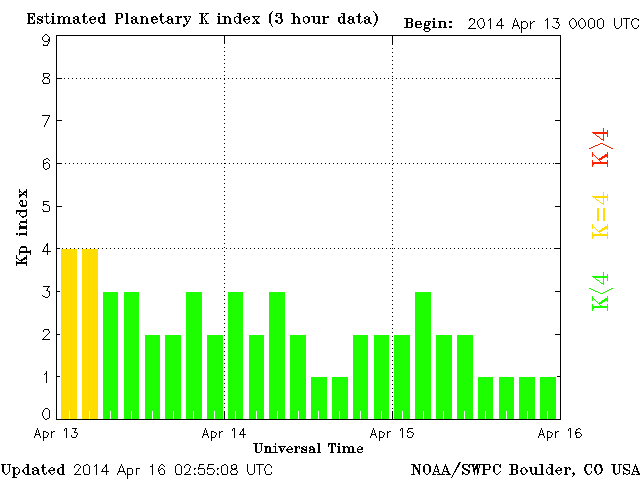 Estimated Planetary K index (3 hour data)
Begin: 2014 Apr 13 0000 UTC
9
8
7
6
5
4
3
2
1
0
Kp index
K>4
K=4
K<4
Apr 13
Apr 14
Apr 15
Apr 16
Universal Time
Updated 2014 Apr 16 02:55:08 UTC
NOAA/SWPC Boulder, CO USA